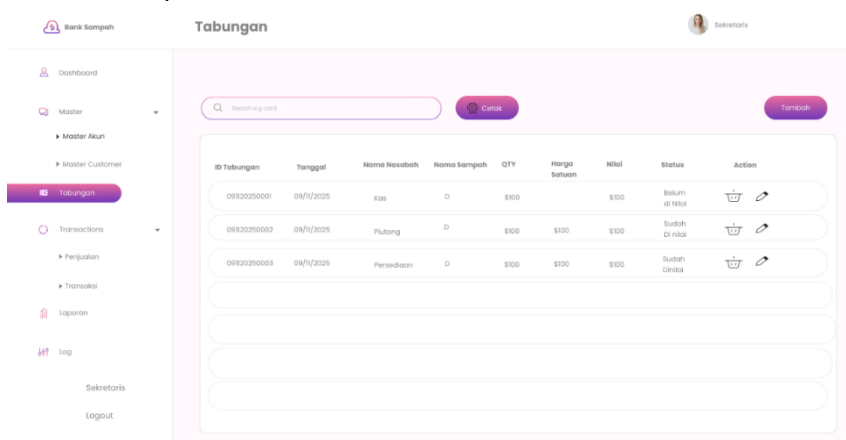 Bank Sampah
Tabungan
Sekretaris
Dashboard
Master
Master Akun
Master Customer
Tabungan
Transactions
Penjualan
Transaksi
Laporan
Log
Sekretaris
Logout
Search e.g card
Cetak
Tambah
ID Tabungan Tanggal Nama Nasabah Nama Sampah QTY Harga Satuan Nilai Status Action
091120250001 09/11/2025 Kas D $100 $100 Belum di Nilai
091120250002 09/11/2025 Piutang D $100 $100 $100 Sudah Di nilai
091120250003 09/11/2025 Persediaan D $100 $100 $100 Sudah Dinilai